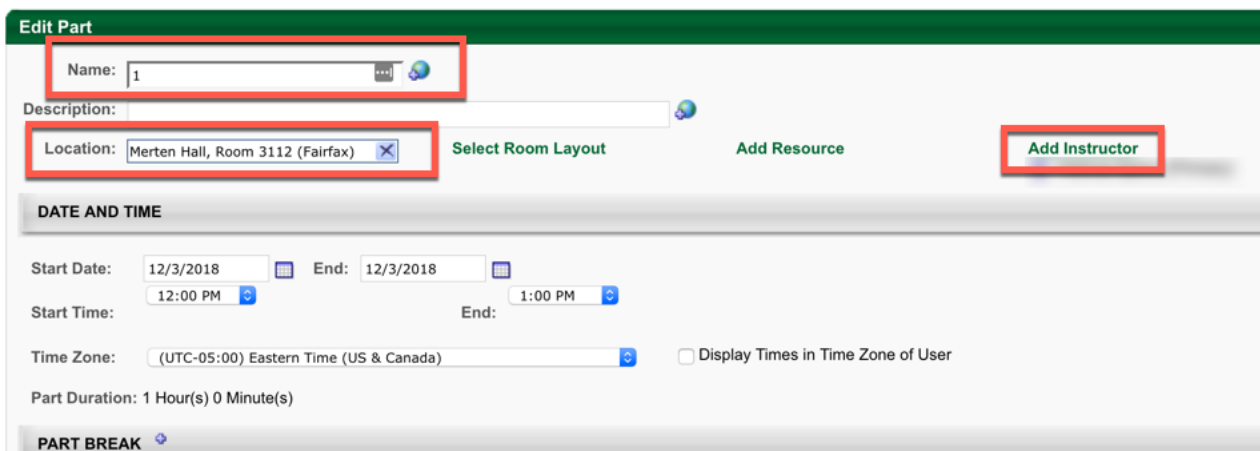 Edit Part
Name: 1
Description:
Location: Merten Hall, Room 3112 (Fairfax) Select Room Layout Add Resource Add Instructor
DATE AND TIME
Start Date: 12/3/2018 End: 12/3/2018
12:00 PM 1:00 PM
Start Time: End:
Time Zone: (UTC-05:00) Eastern Time (US & Canada) Display Times in Time Zone of User
Part Duration: 1 Hour(s) 0 Minute(s)
PART BREAK